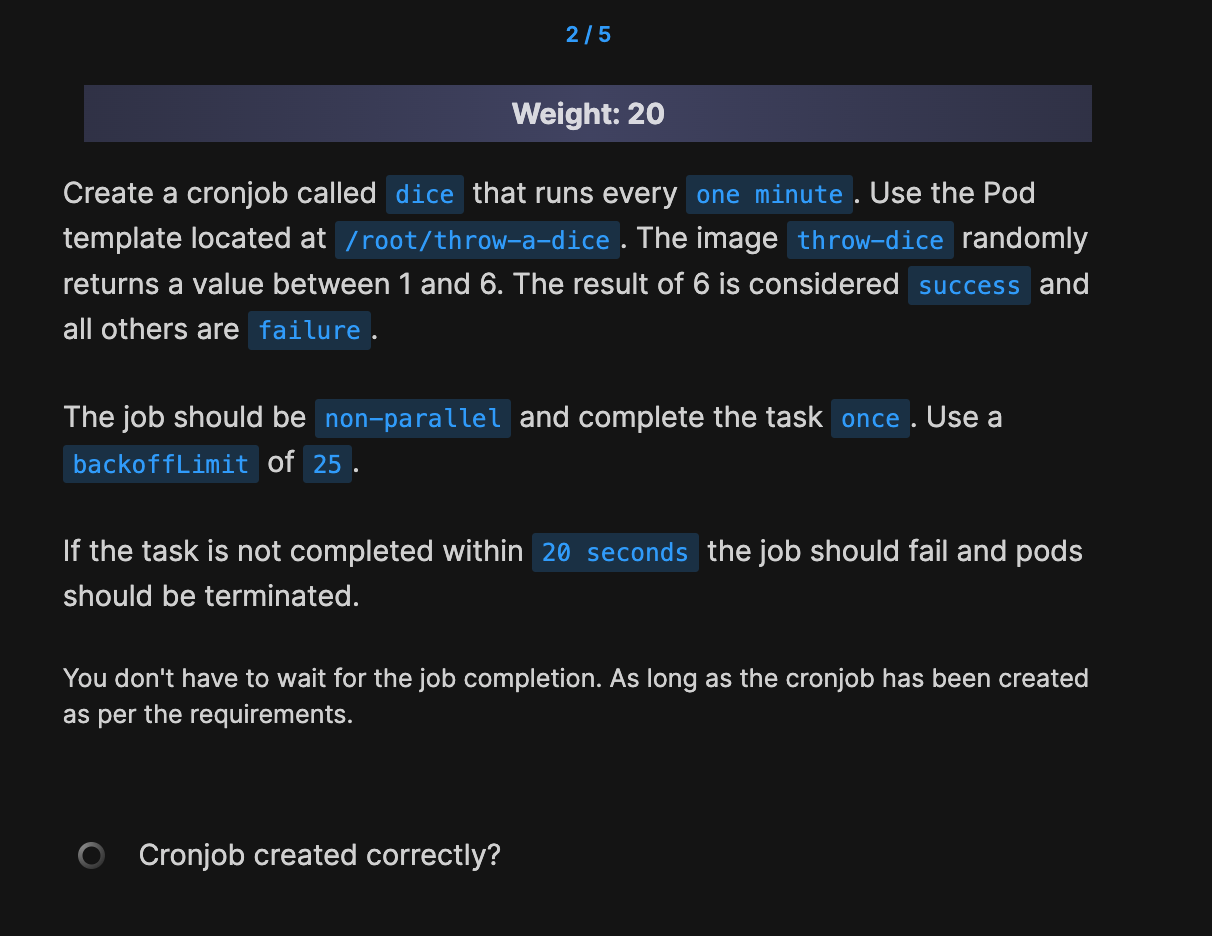 2 / 5
Weight: 20
Create a cronjob called dice that runs every one minute. Use the Pod
template located at /root/throw-a-dice. The image throw-dice randomly
returns a value between 1 and 6. The result of 6 is considered success and
all others are failure.
The job should be non-parallel and complete the task once. Use a
backoffLimit of 25.
If the task is not completed within 20 seconds the job should fail and pods
should be terminated.
You don't have to wait for the job completion. As long as the cronjob has been created
as per the requirements.
Cronjob created correctly?